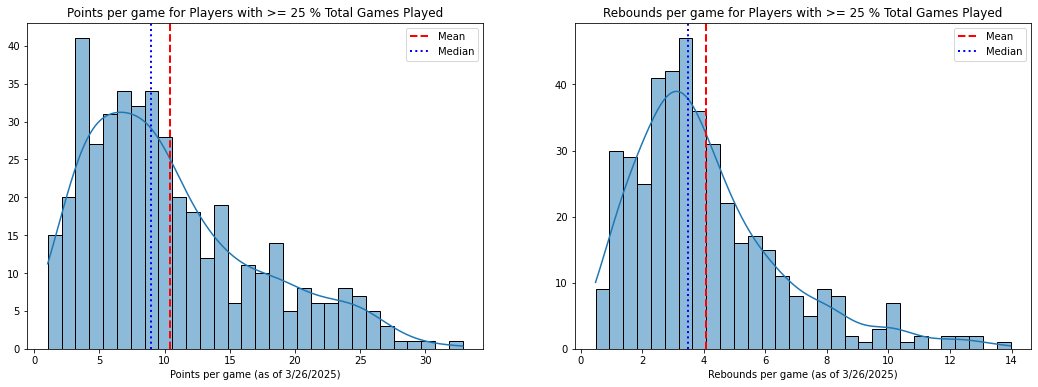 Points per game for Players with >= 25 % Total Games Played
Mean
Median
40
35
30
25
20
15
10
5
0
0 5 10 15 20 25 30
Points per game (as of 3/26/2025)
Rebounds per game for Players with >= 25 % Total Games Played
Mean
Median
40
30
20
10
0
0 2 4 6 8 10 12 14
Rebounds per game (as of 3/26/2025)